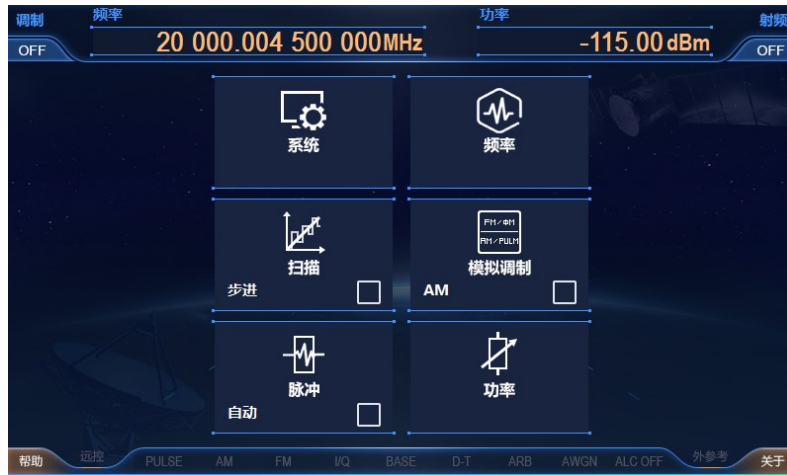 调制 频率 功率 射频
OFF 20 000.004 500 000MHz -115.00 dBm OFF
系统 频率
FM/ΦM
AM/PULM
扫描 模拟调制
步进 AM
脉冲 功率
自动
帮助 远控 PULSE AM FM I/Q BASE D-T ARB AWGN ALC OFF 外参考 关于